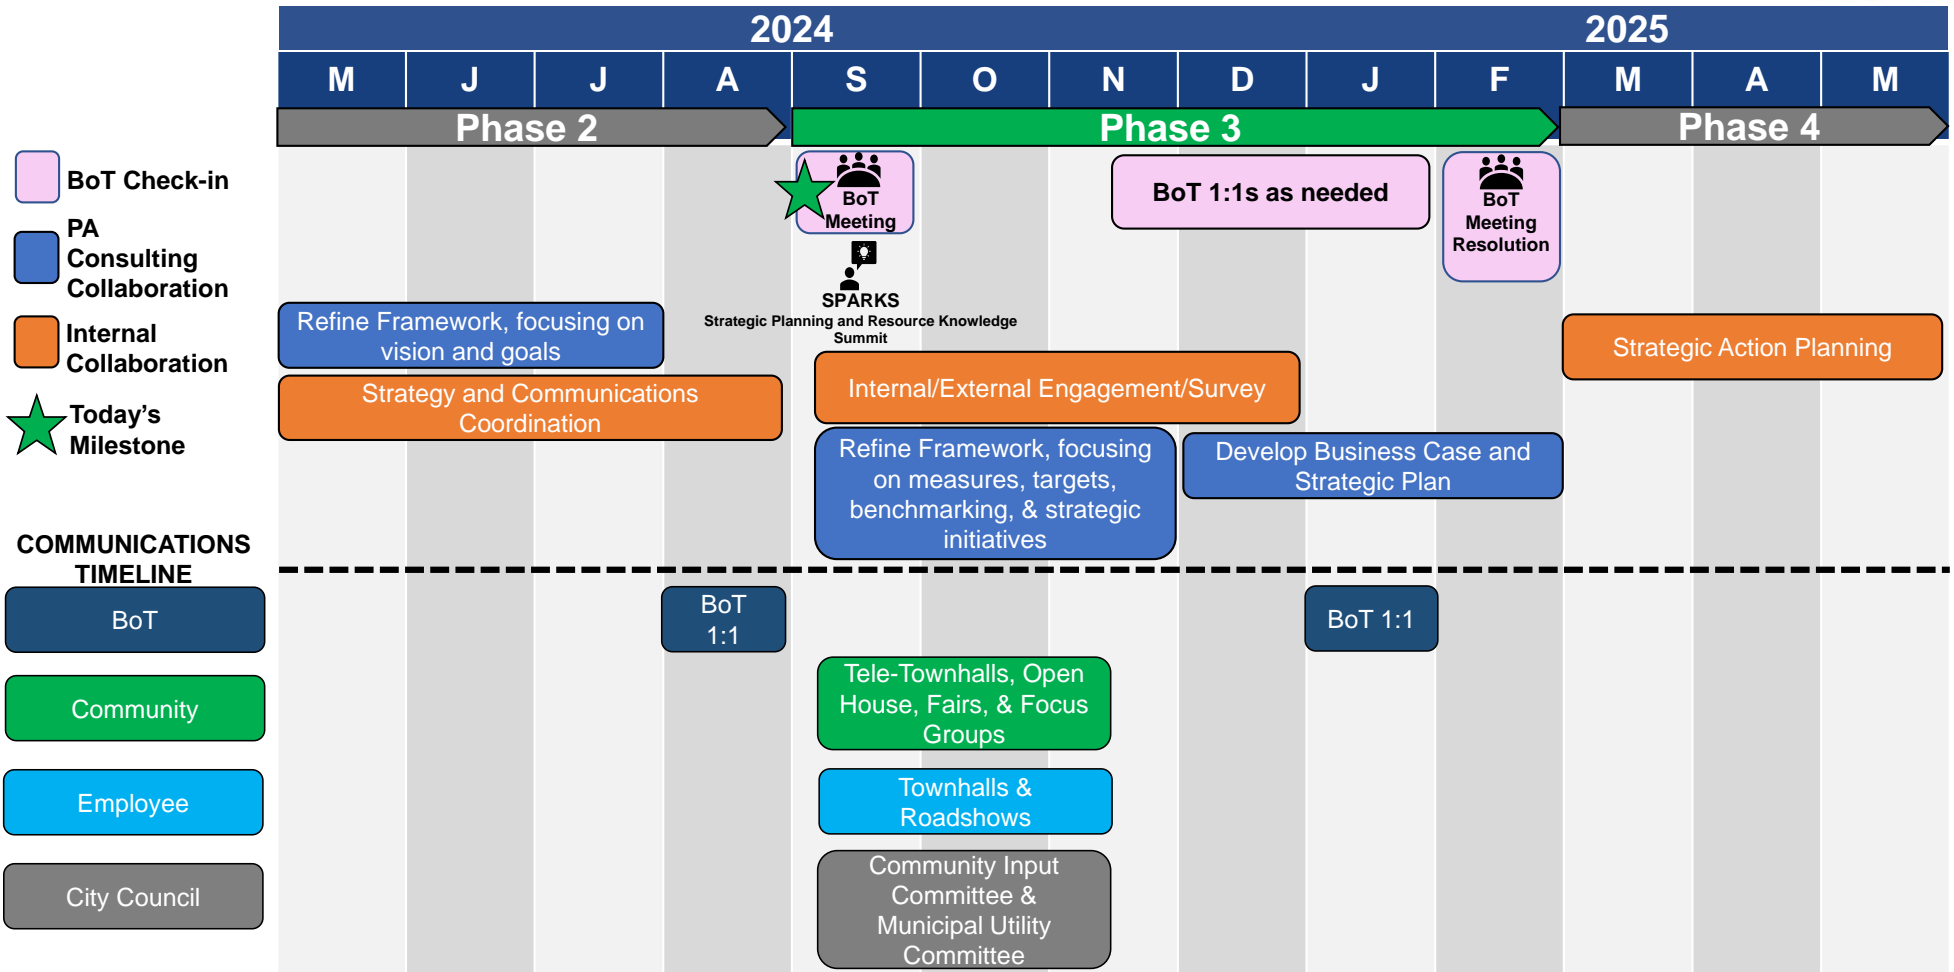 2024
2025
M J J A S O N D J F M A M
Phase 2
Phase 3
Phase 4
BoT Check-in
PA
Consulting
Collaboration
Internal
Collaboration
Today's
Milestone
BoT
Meeting
BoT 1:1s as needed
BoT
Meeting
Resolution
SPARKS
Strategic Planning and Resource Knowledge
Summit
Refine Framework, focusing on
vision and goals
Strategy and Communications
Coordination
Internal/External Engagement/Survey
Strategic Action Planning
Refine Framework, focusing
on measures, targets,
benchmarking, & strategic
initiatives
Develop Business Case and
Strategic Plan
COMMUNICATIONS
TIMELINE
BoT
BoT
1:1
BoT 1:1
Community
Tele-Townhalls, Open
House, Fairs, & Focus
Groups
Employee
Townhalls &
Roadshows
City Council
Community Input
Committee &
Municipal Utility
Committee